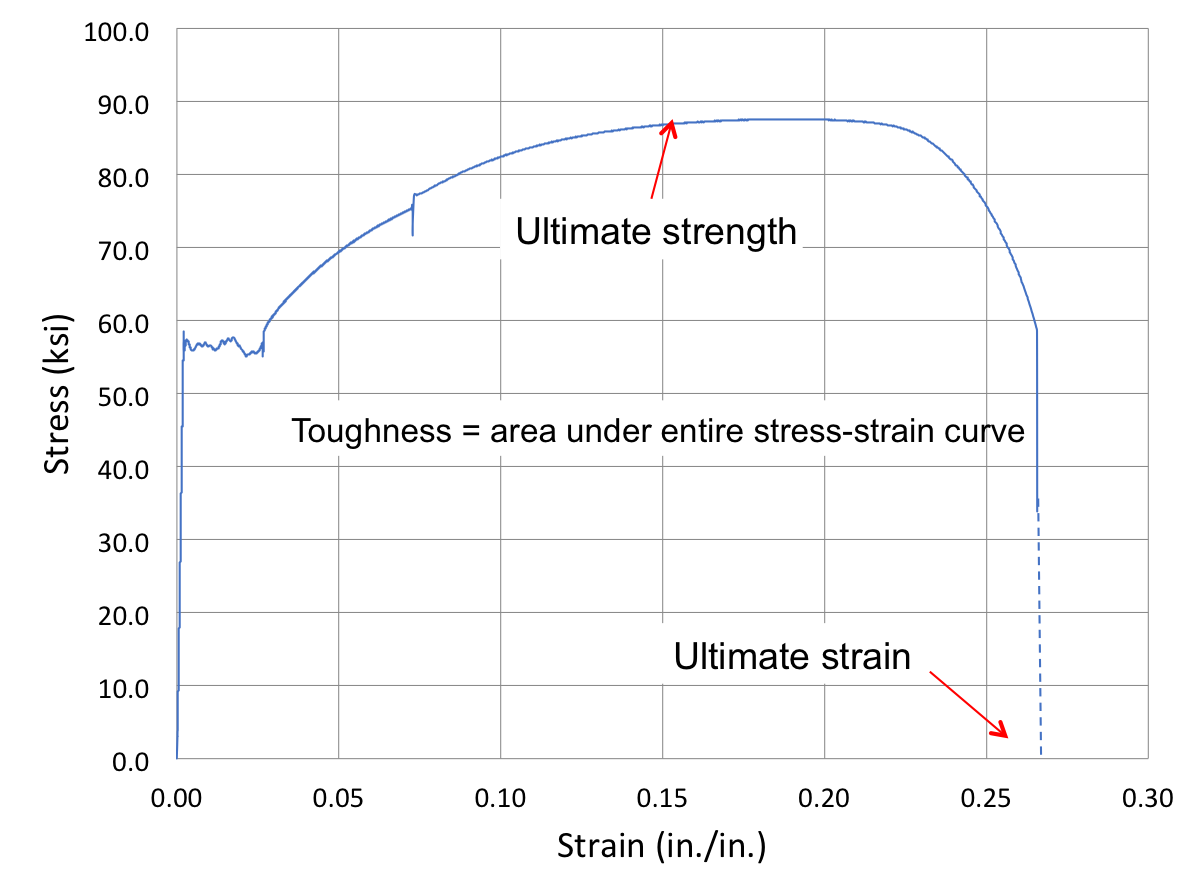 100.0
90.0
80.0
70.0
60.0
50.0
40.0
30.0
20.0
10.0
0.0
Stress (ksi)
Ultimate strength
Toughness = area under entire stress-strain curve
Ultimate strain
0.00 0.05 0.10 0.15 0.20 0.25 0.30
Strain (in./in.)